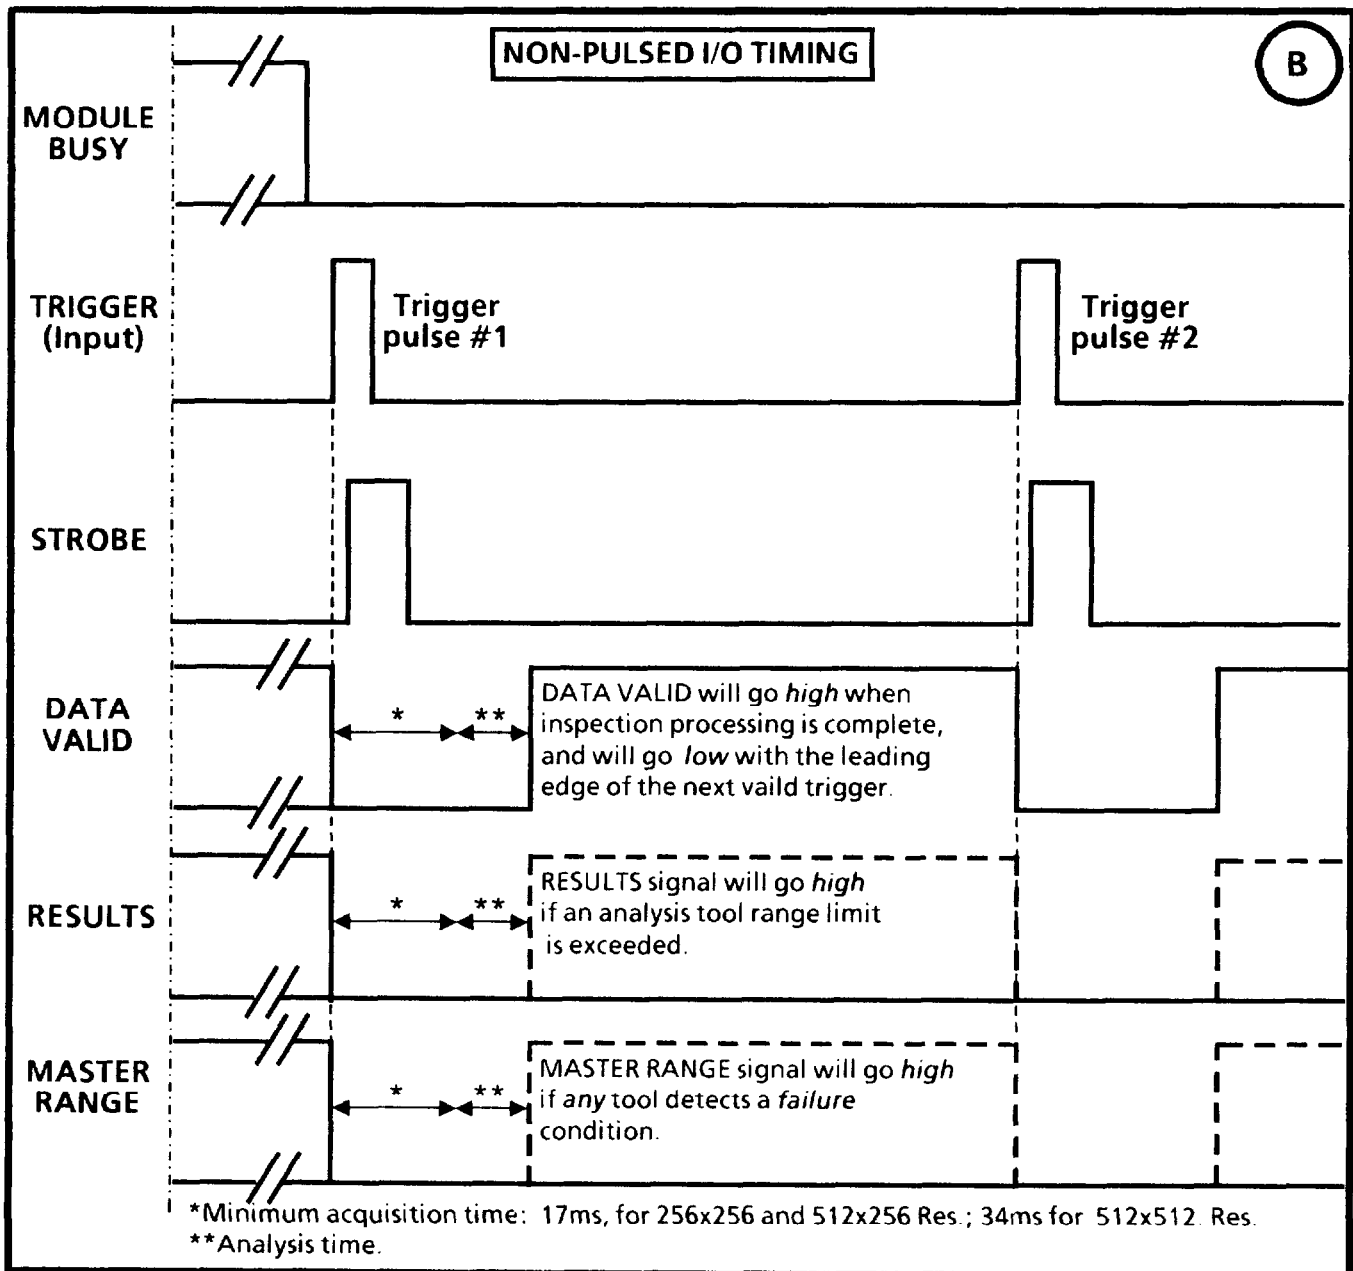 NON-PULSED I/O TIMING
B
MODULE
BUSY
TRIGGER
(Input)
Trigger
pulse #1
Trigger
pulse #2
STROBE
DATA
VALID
*
**
DATA VALID will go high when
inspection processing is complete,
and will go low with the leading
edge of the next vaild trigger.
RESULTS
*
**
RESULTS signal will go high
if an analysis tool range limit
is exceeded.
MASTER
RANGE
*
**
MASTER RANGE signal will go high
if any tool detects a failure
condition.
*Minimum acquisition time: 17ms, for 256x256 and 512x256 Res.; 34ms for 512x512. Res.
**Analysis time.